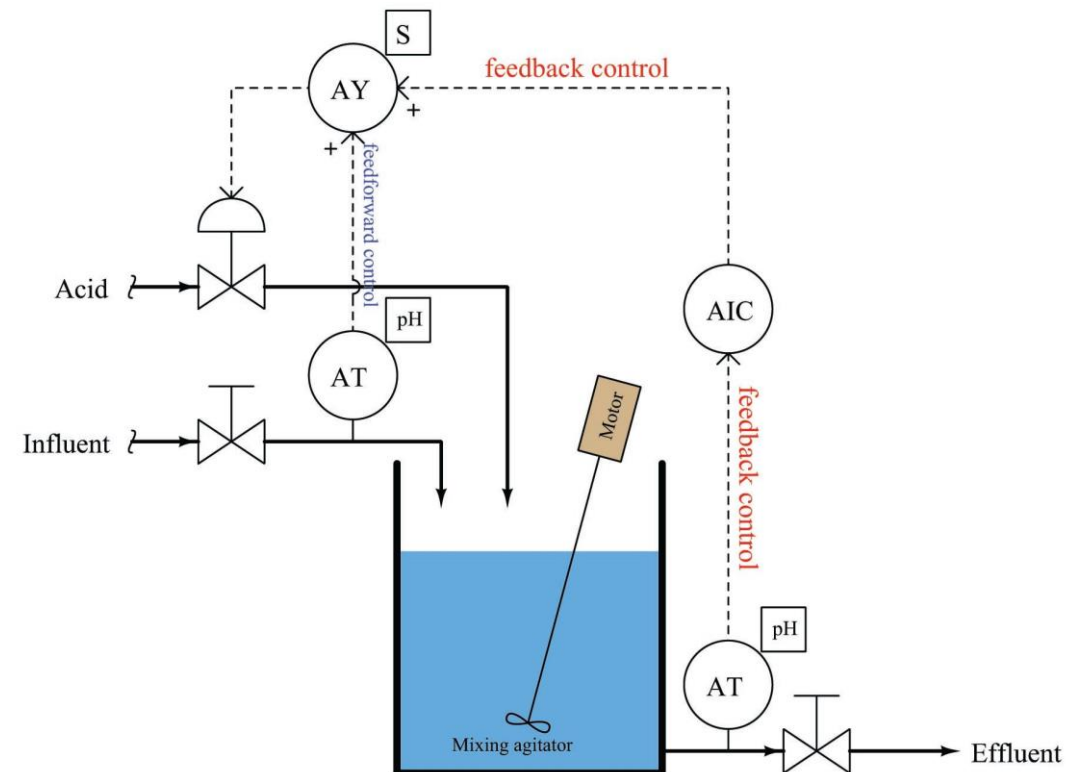 S
feedback control
AY
+
+
feedforward control
Acid
pH
AIC
AT
Motor
feedback control
Influent
pH
AT
Mixing agitator
Effluent